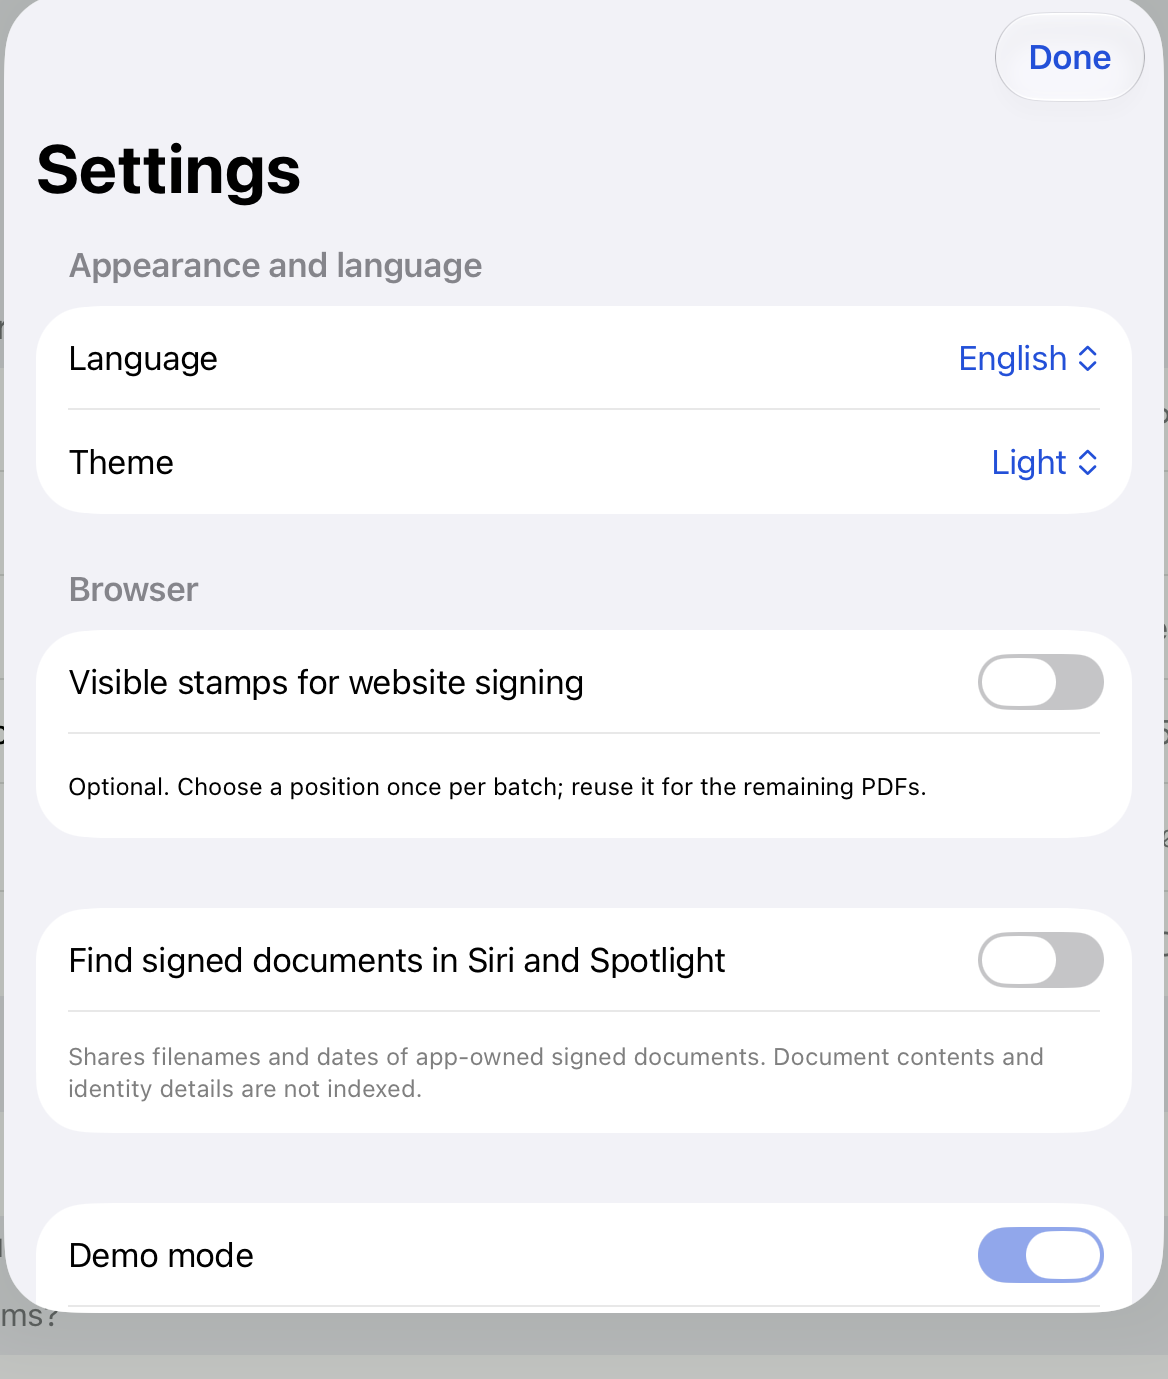 Done
Settings
Appearance and language
Language English
Theme Light
Browser
Visible stamps for website signing
Optional. Choose a position once per batch; reuse it for the remaining PDFs.
Find signed documents in Siri and Spotlight
Shares filenames and dates of app-owned signed documents. Document contents and
identity details are not indexed.
Demo mode
ms?